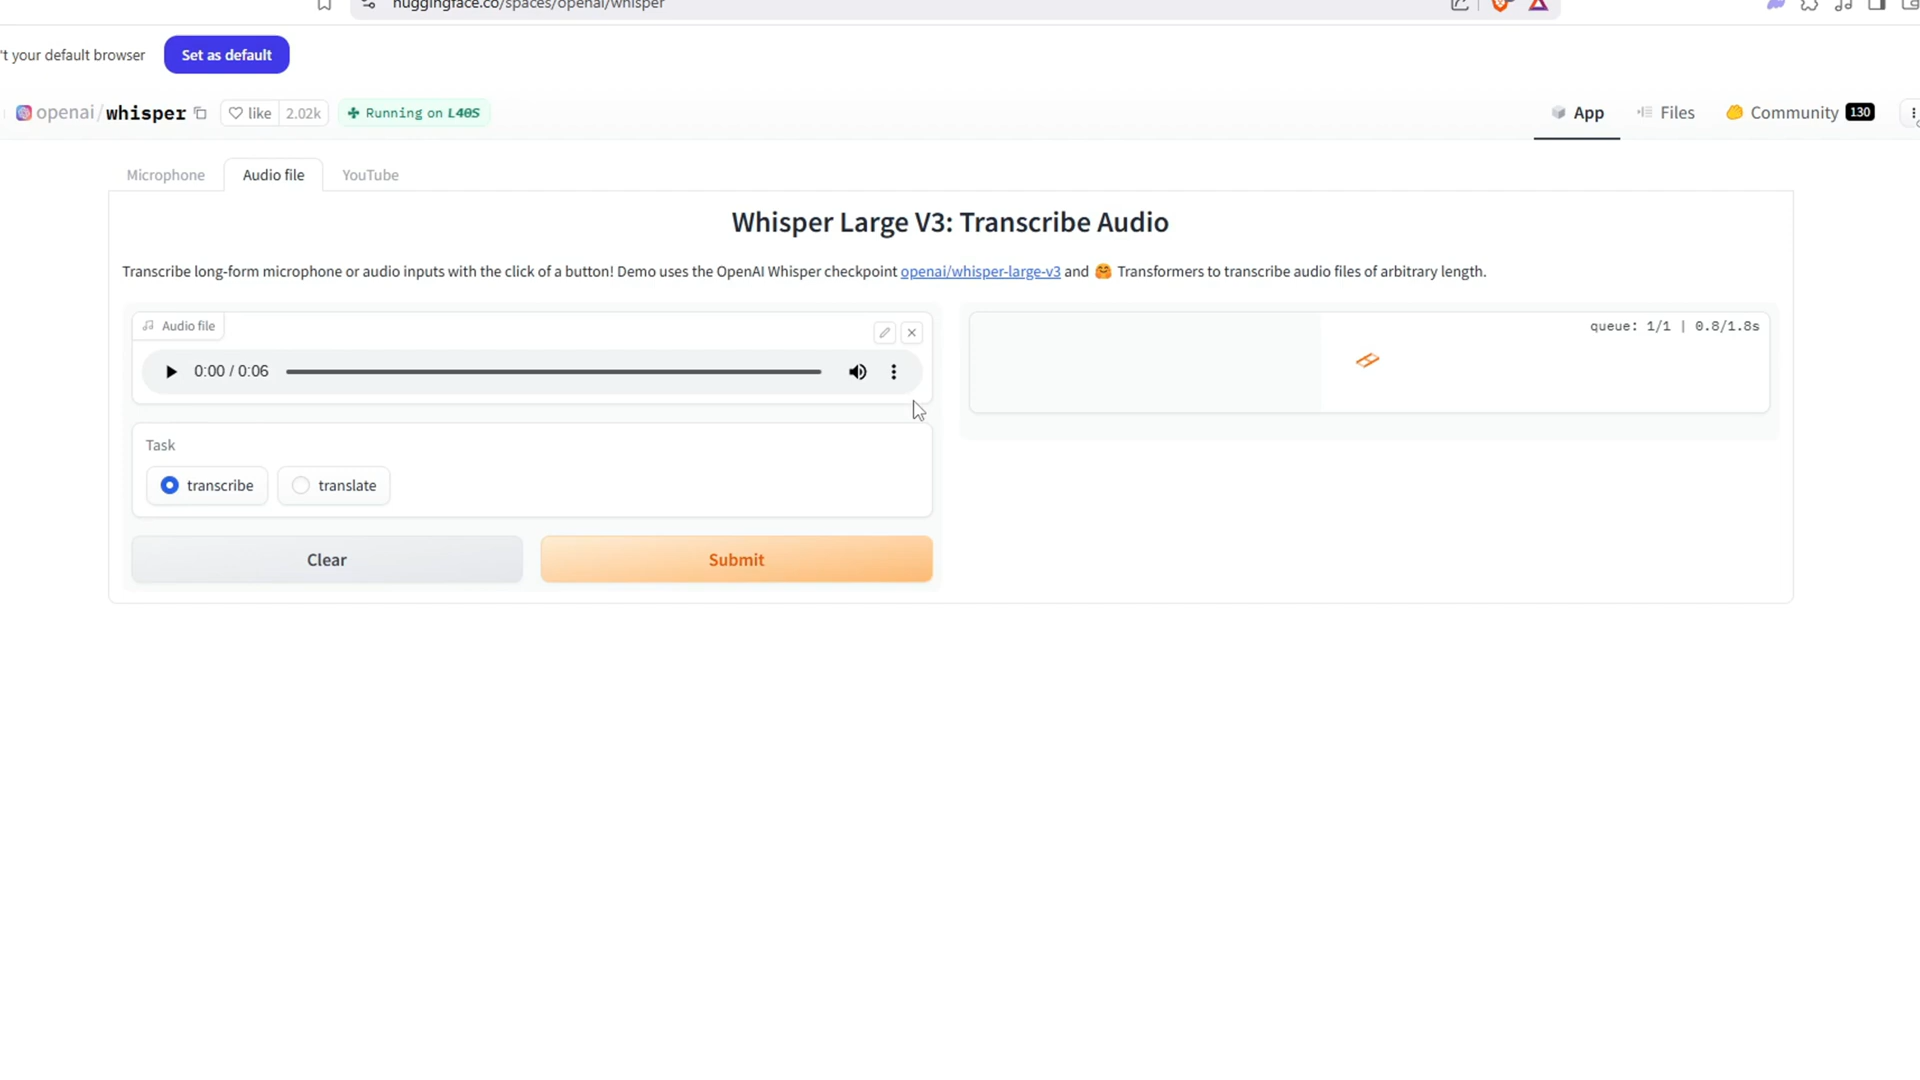 huggingface.co/spaces/openai/whisper
't your default browser
Set as default
openai/whisper
like
2.02k
Running on L40S
App
Files
Community
130
Microphone
Audio file
YouTube
Whisper Large V3: Transcribe Audio
Transcribe long-form microphone or audio inputs with the click of a button! Demo uses the OpenAI Whisper checkpoint openai/whisper-large-v3 and 🤗 Transformers to transcribe audio files of arbitrary length.
Audio file
0:00 / 0:06
queue: 1/1 | 0.8/1.8s
Task
transcribe
translate
Clear
Submit